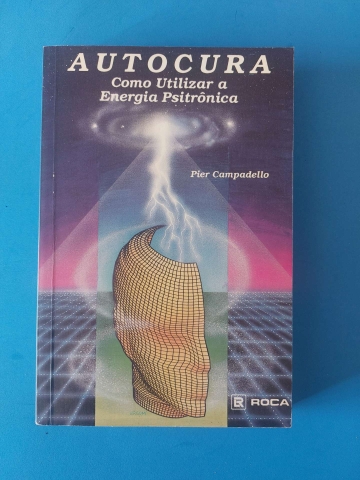 AUTOCURA
Como Utilizar a
Energia Psitrônica
Pier Campadello
R ROCA